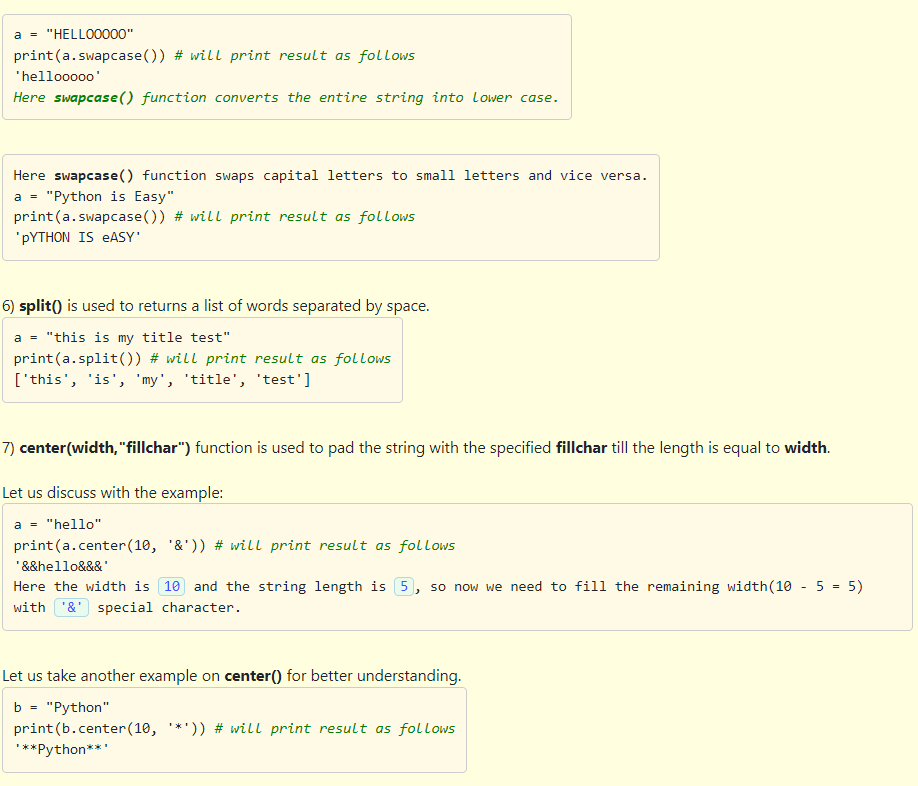 a = "HELLOOOOO"
print(a.swapcase()) # will print result as follows
'hellooooo'
Here swapcase() function converts the entire string into lower case.
Here swapcase() function swaps capital letters to small letters and vice versa.
a = "Python is Easy"
print(a.swapcase()) # will print result as follows
'pYTHON IS eASY'
6) split() is used to returns a list of words separated by space.
a = "this is my title test"
print(a.split()) # will print result as follows
['this', 'is', 'my', 'title', 'test']
7) center(width,"fillchar") function is used to pad the string with the specified fillchar till the length is equal to width.
Let us discuss with the example:
a = "hello"
print(a.center(10, '&')) # will print result as follows
'&&hello&&&'
Here the width is 10 and the string length is 5, so now we need to fill the remaining width(10 - 5 = 5)
with '&' special character.
Let us take another example on center() for better understanding.
b = "Python"
print(b.center(10, '*')) # will print result as follows
'**Python**'